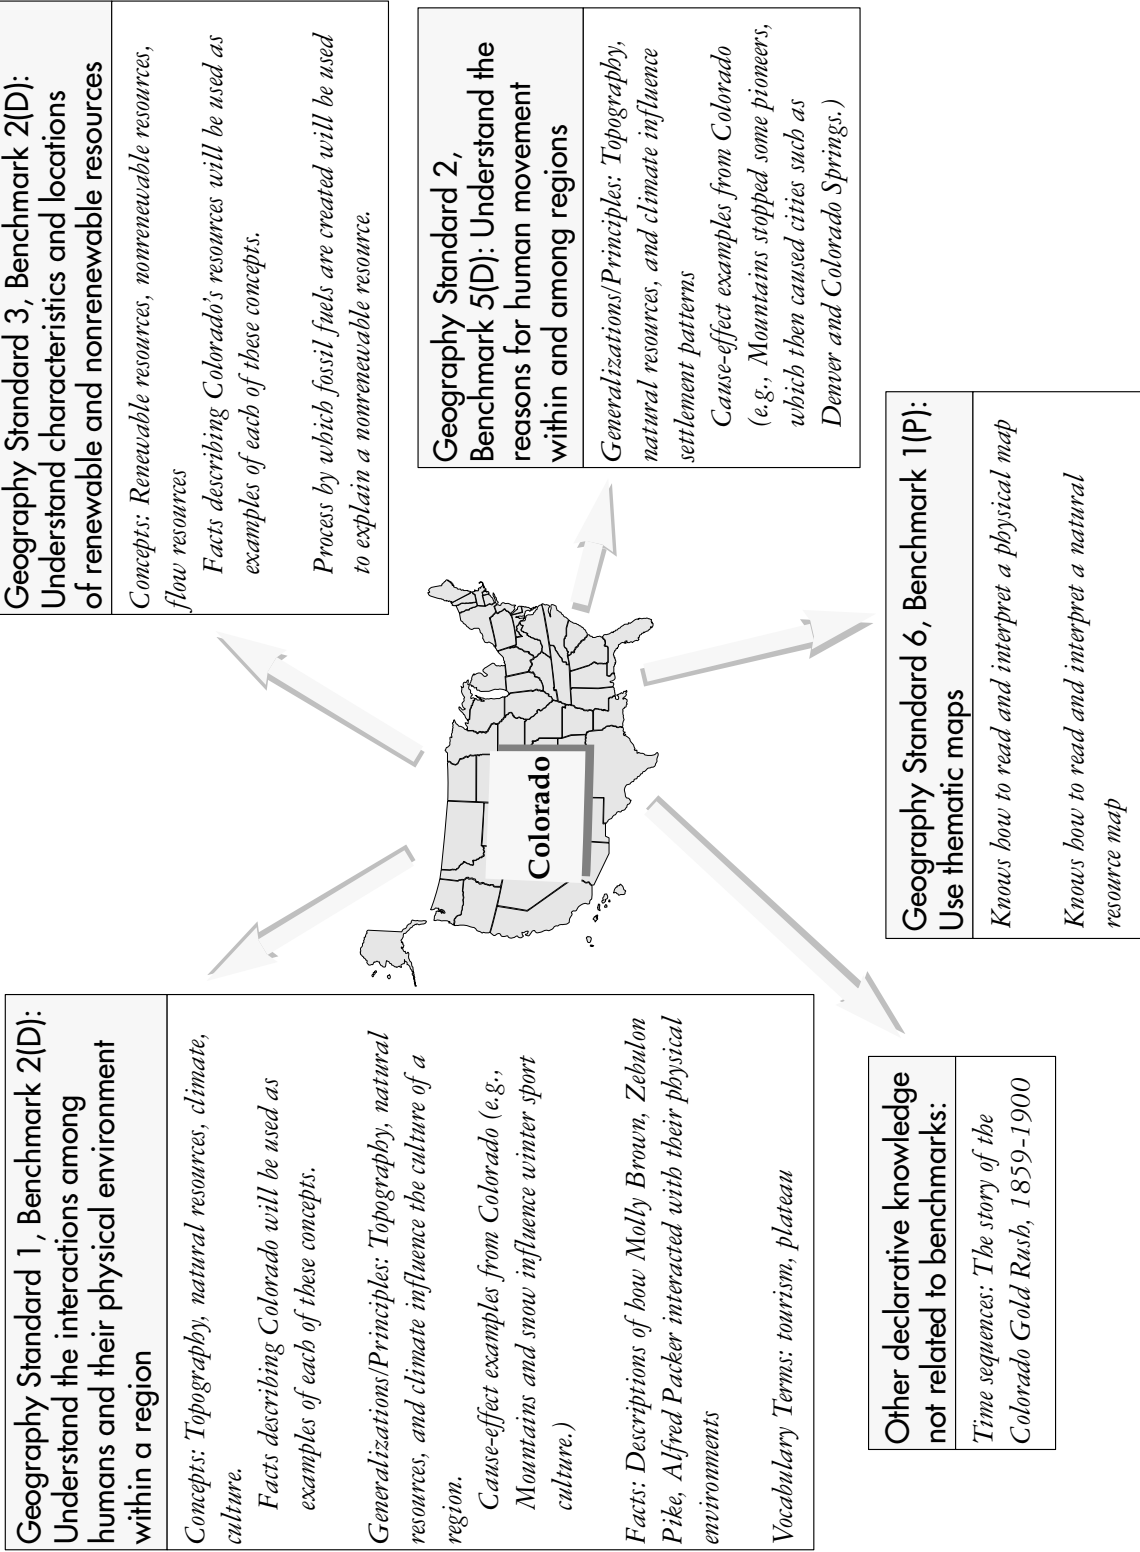 Geography Standard 1, Benchmark 2(D):
Understand the interactions among
humans and their physical environment
within a region
Concepts: Topography, natural resources, climate,
culture.
Facts describing Colorado will be used as
examples of each of these concepts.
Generalizations/Principles: Topography, natural
resources, and climate influence the culture of a
region.
Cause-effect examples from Colorado (e.g.,
Mountains and snow influence winter sport
culture.)
Facts: Descriptions of how Molly Brown, Zebulon
Pike, Alfred Packer interacted with their physical
environments
Vocabulary Terms: tourism, plateau
Geography Standard 3, Benchmark 2(D):
Understand characteristics and locations
of renewable and nonrenewable resources
Concepts: Renewable resources, nonrenewable resources,
flow resources
Facts describing Colorado's resources will be used as
examples of each of these concepts.
Process by which fossil fuels are created will be used
to explain a nonrenewable resource.
Colorado
Geography Standard 2,
Benchmark 5(D): Understand the
reasons for human movement
within and among regions
Generalizations/Principles: Topography,
natural resources, and climate influence
settlement patterns
Cause-effect examples from Colorado
(e.g., Mountains stopped some pioneers,
which then caused cities such as
Denver and Colorado Springs.)
Other declarative knowledge
not related to benchmarks:
Time sequences: The story of the
Colorado Gold Rush, 1859-1900
Geography Standard 6, Benchmark 1(P):
Use thematic maps
Knows how to read and interpret a physical map
Knows how to read and interpret a natural
resource map